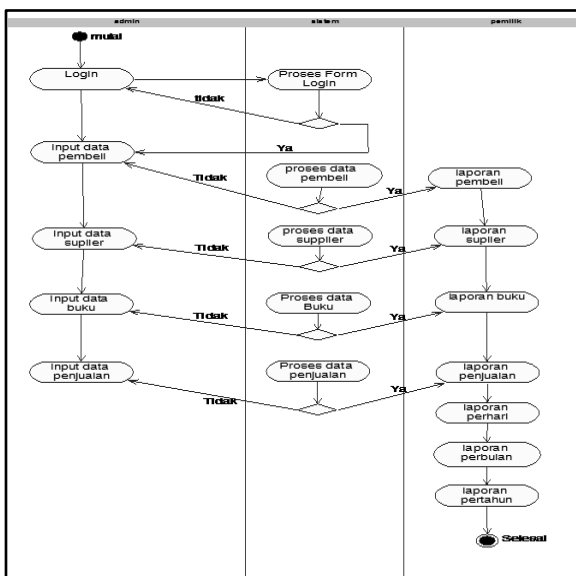 admin
sistem
pemilik
mulai
Login
Proses Form
Login
tidak
Ya
Input data
pembeli
proses data
pembeli
Tidak
Ya
laporan
pembeli
Input data
suplier
proses data
supplier
Tidak
Ya
laporan
suplier
Input data
buku
Proses data
Buku
Tidak
Ya
laporan buku
Input data
penjualan
Proses data
penjualan
Tidak
Ya
laporan
penjualan
laporan
perhari
laporan
perbulan
laporan
pertahun
Selesai